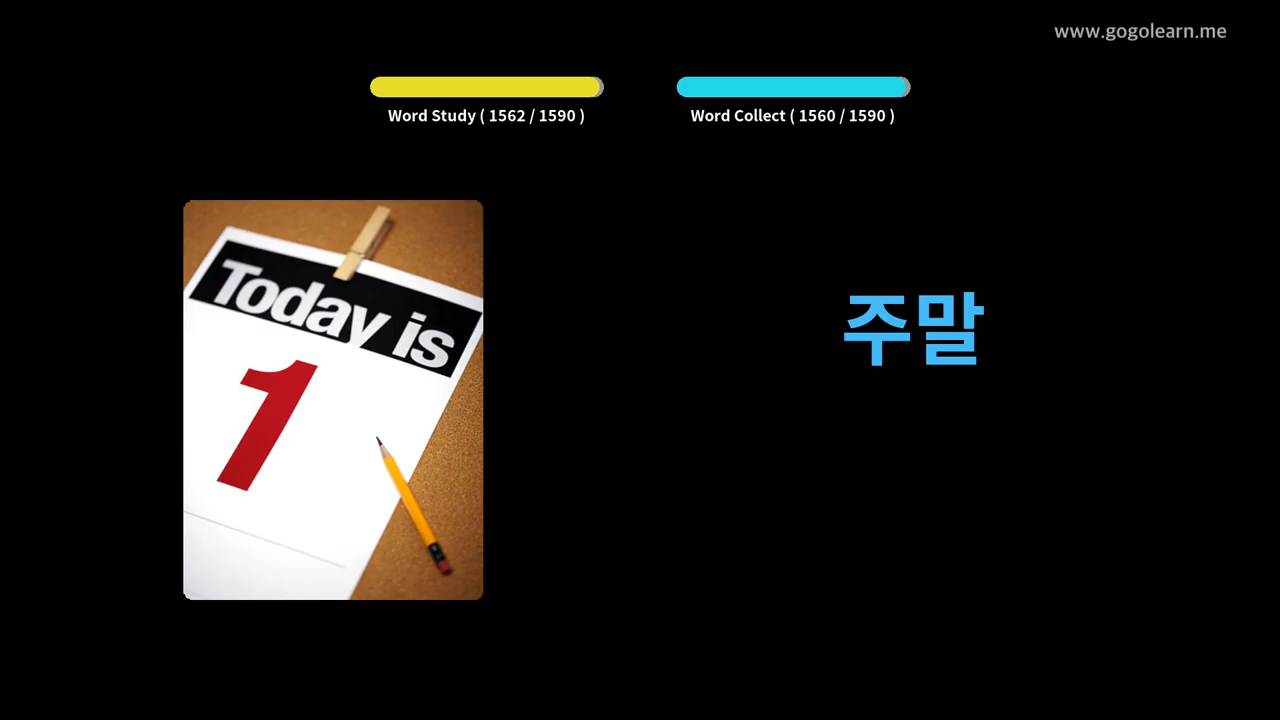 www.gogolearn.me
Word Study ( 1562 / 1590 )
Word Collect ( 1560 / 1590 )
Today is
1
주말